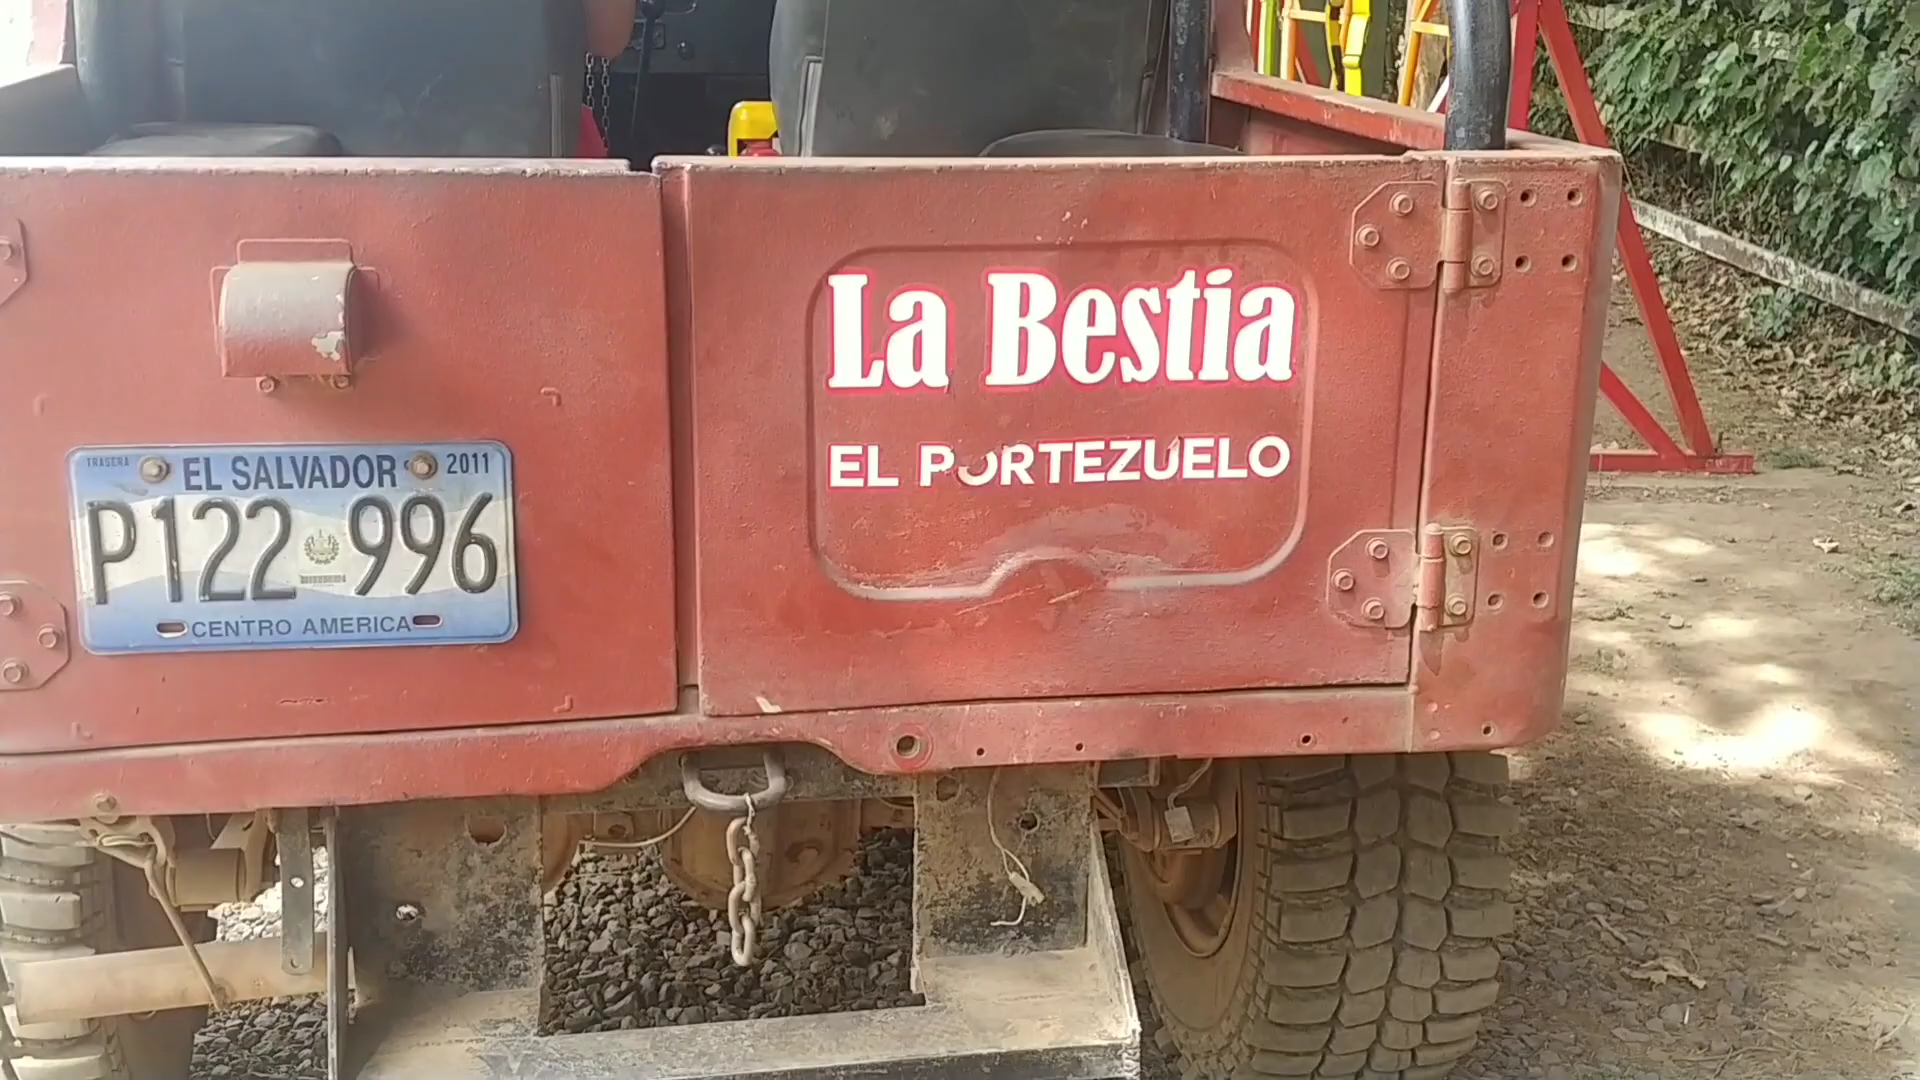 TRASERA EL SALVADOR 2011
P122 996
CENTRO AMERICA
La Bestia
EL PORTEZUELO